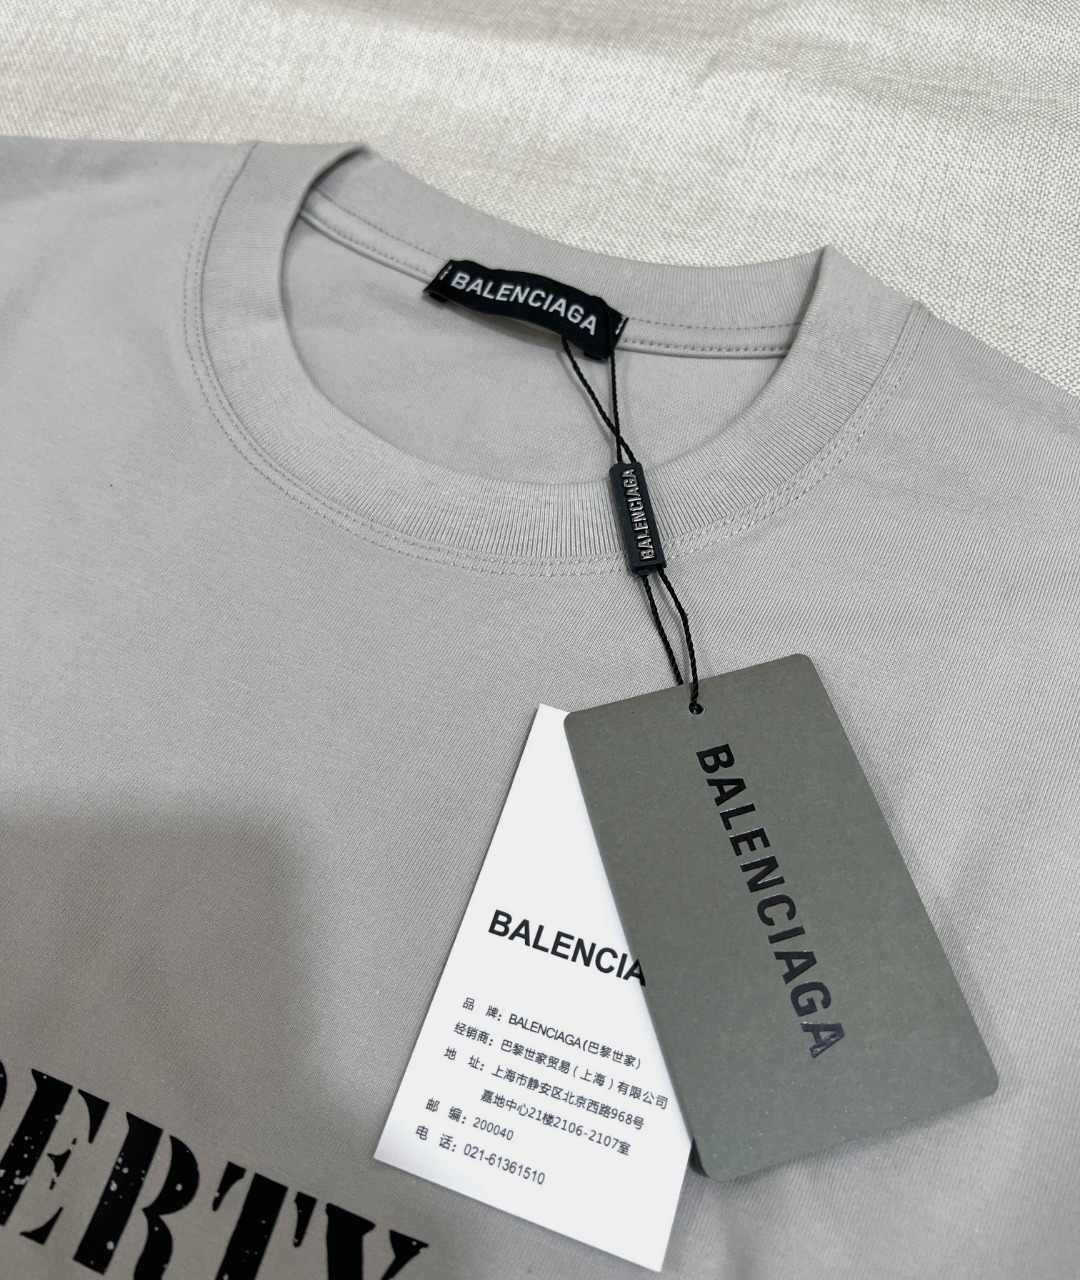 BALENCIAGA
BALENCIAGA
BALENCIAGA
BALENCIA
品 牌: BALENCIAGA(巴黎世家)
经销商: 巴黎世家贸易(上海)有限公司
地 址: 上海市静安区北京西路968号
嘉地中心21楼2106-2107室
邮 编: 200040
电 话: 021-61361510
ERTY